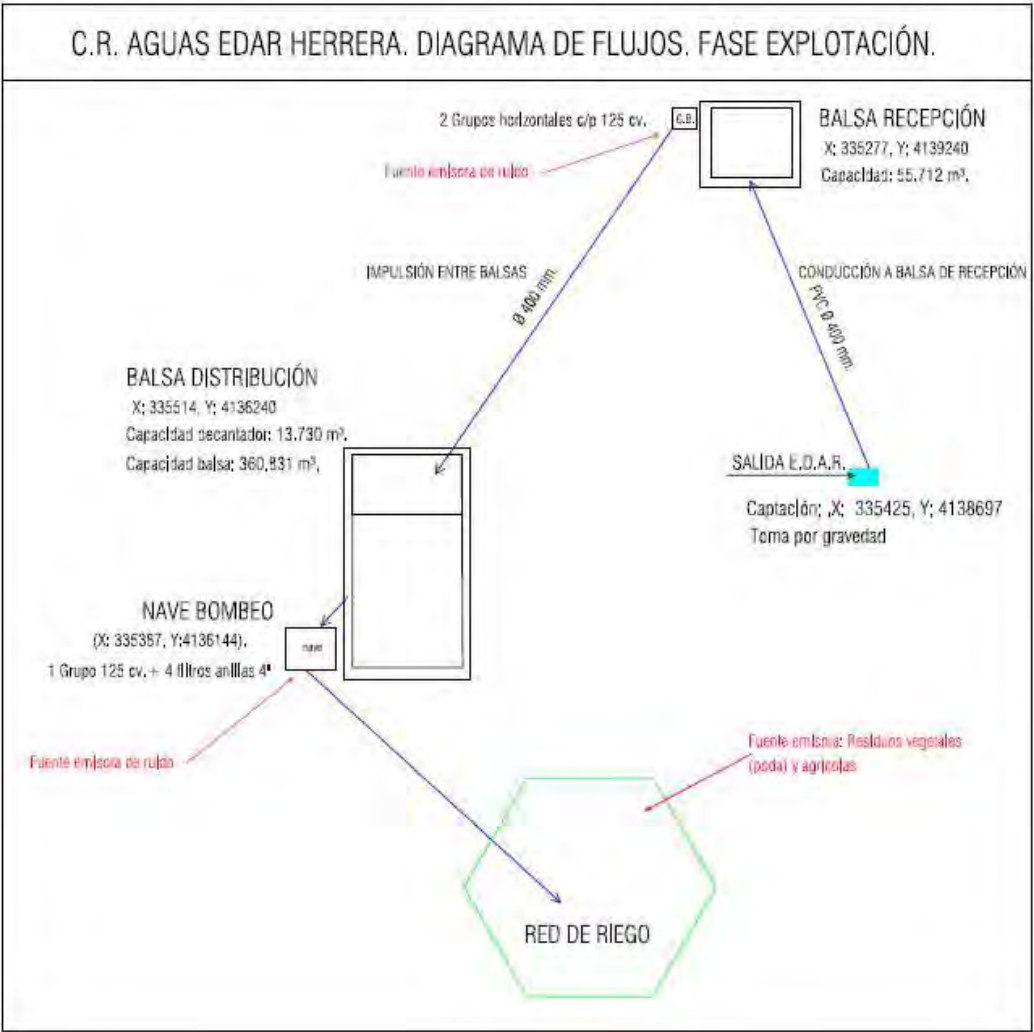 C.R. AGUAS EDAR HERRERA. DIAGRAMA DE FLUJOS. FASE EXPLOTACIÓN.
2 Grupos horizontales c/p 125 cv.
C.B.
BALSA RECEPCIÓN
X: 335277, Y: 4139240
Capacidad: 55.712 m³.
Fuente emisora de ruido
IMPULSIÓN ENTRE BALSAS
Ø 400 mm.
CONDUCCIÓN A BALSA DE RECEPCIÓN
PVC Ø 400 mm.
BALSA DISTRIBUCIÓN
X: 335514, Y: 4136240
Capacidad decantador: 13.730 m³.
Capacidad balsa: 360.831 m³.
SALIDA E.D.A.R.
Captación: ,X: 335425, Y: 4138697
Toma por gravedad
NAVE BOMBEO
(X: 335367, Y:4136144).
nave
1 Grupo 125 cv. + 4 filtros anillas 4"
Fuente emisora de ruido
Fuente emisria: Residuos vegetales
(poda) y agrícolas
RED DE RIEGO